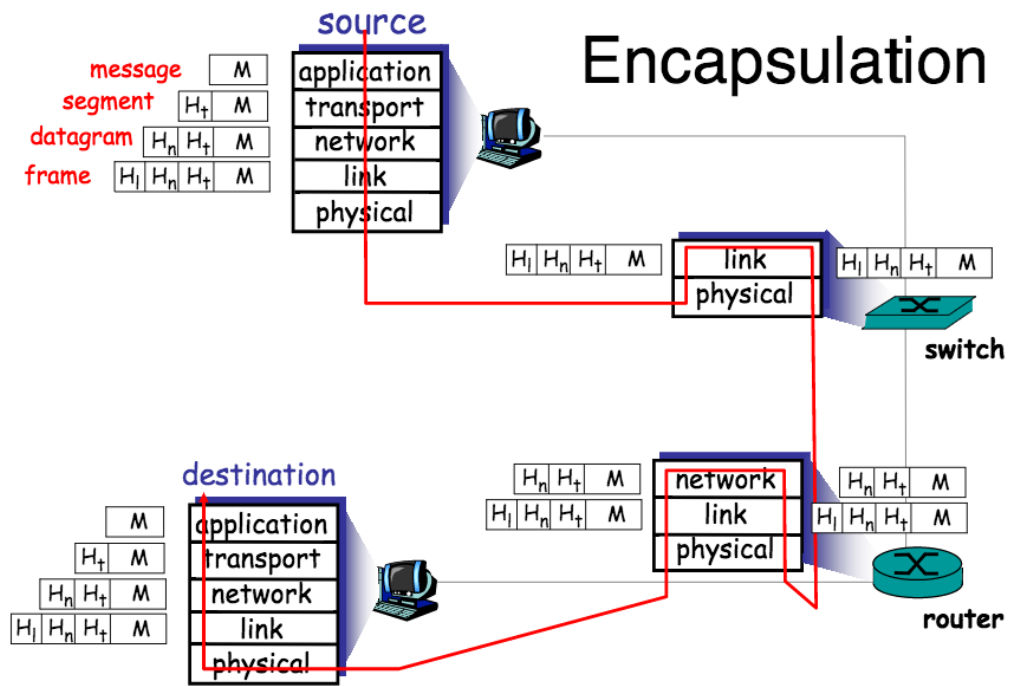 source
Encapsulation
message M
segment Ht M
datagram Hn Ht M
frame Hl Hn Ht M
application
transport
network
link
physical
Hl Hn Ht M
link
physical
Hl Hn Ht M
switch
destination
M
Ht M
Hn Ht M
Hl Hn Ht M
application
transport
network
link
physical
Hn Ht M
Hl Hn Ht M
network
link
physical
Hn Ht M
Hl Hn Ht M
router